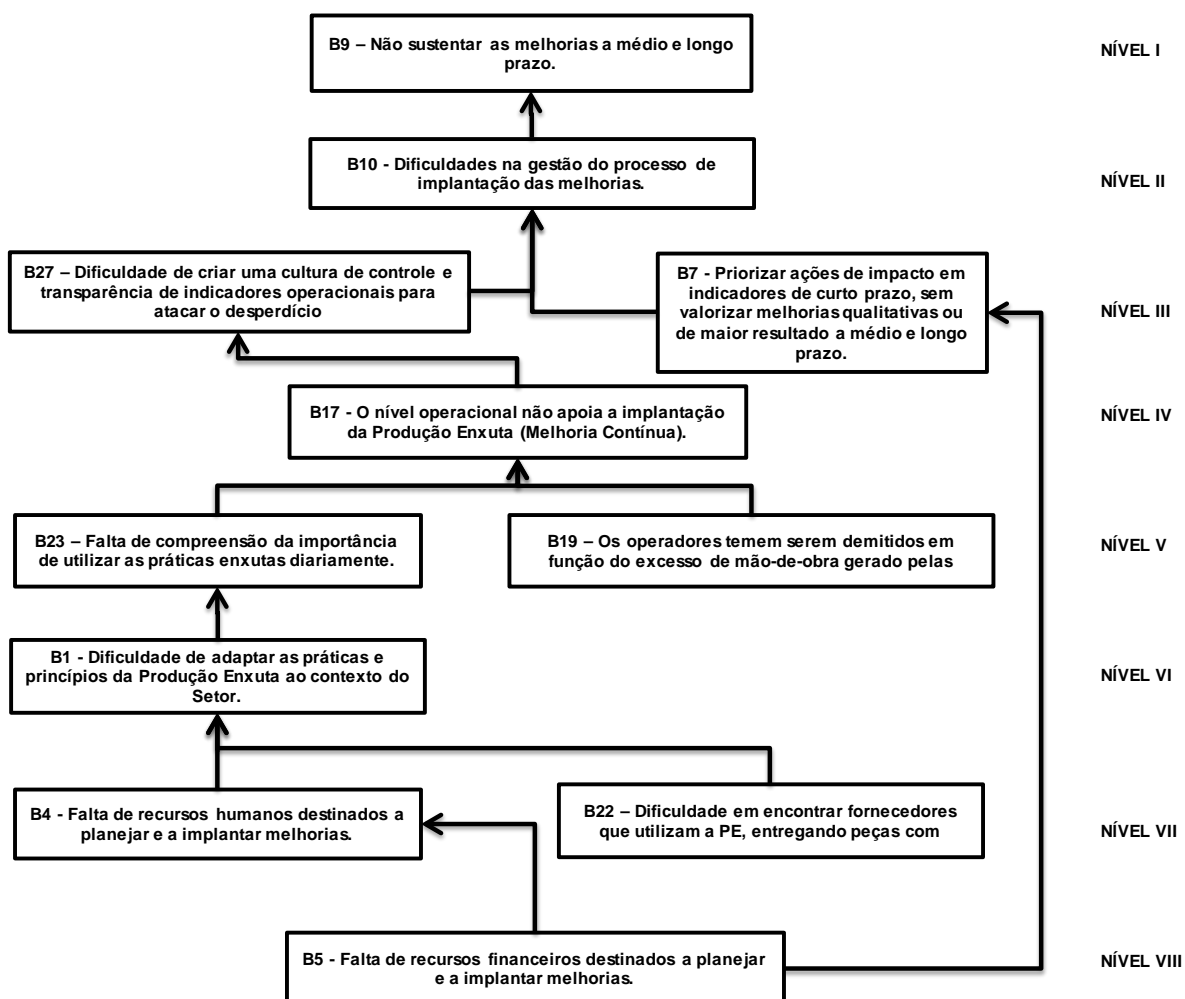 B9 – Não sustentar as melhorias a médio e longo
prazo.
NÍVEL I
B10 - Dificuldades na gestão do processo de
implantação das melhorias.
NÍVEL II
B27 – Dificuldade de criar uma cultura de controle e
transparência de indicadores operacionais para
atacar o desperdício
B7 - Priorizar ações de impacto em
indicadores de curto prazo, sem
valorizar melhorias qualitativas ou
de maior resultado a médio e longo
prazo.
NÍVEL III
B17 - O nível operacional não apoia a implantação
da Produção Enxuta (Melhoria Contínua).
NÍVEL IV
B23 – Falta de compreensão da importância
de utilizar as práticas enxutas diariamente.
B19 – Os operadores temem serem demitidos em
função do excesso de mão-de-obra gerado pelas
NÍVEL V
B1 - Dificuldade de adaptar as práticas e
princípios da Produção Enxuta ao contexto do
Setor.
NÍVEL VI
B4 - Falta de recursos humanos destinados a
planejar e a implantar melhorias.
B22 – Dificuldade em encontrar fornecedores
que utilizam a PE, entregando peças com
NÍVEL VII
B5 - Falta de recursos financeiros destinados a planejar
e a implantar melhorias.
NÍVEL VIII